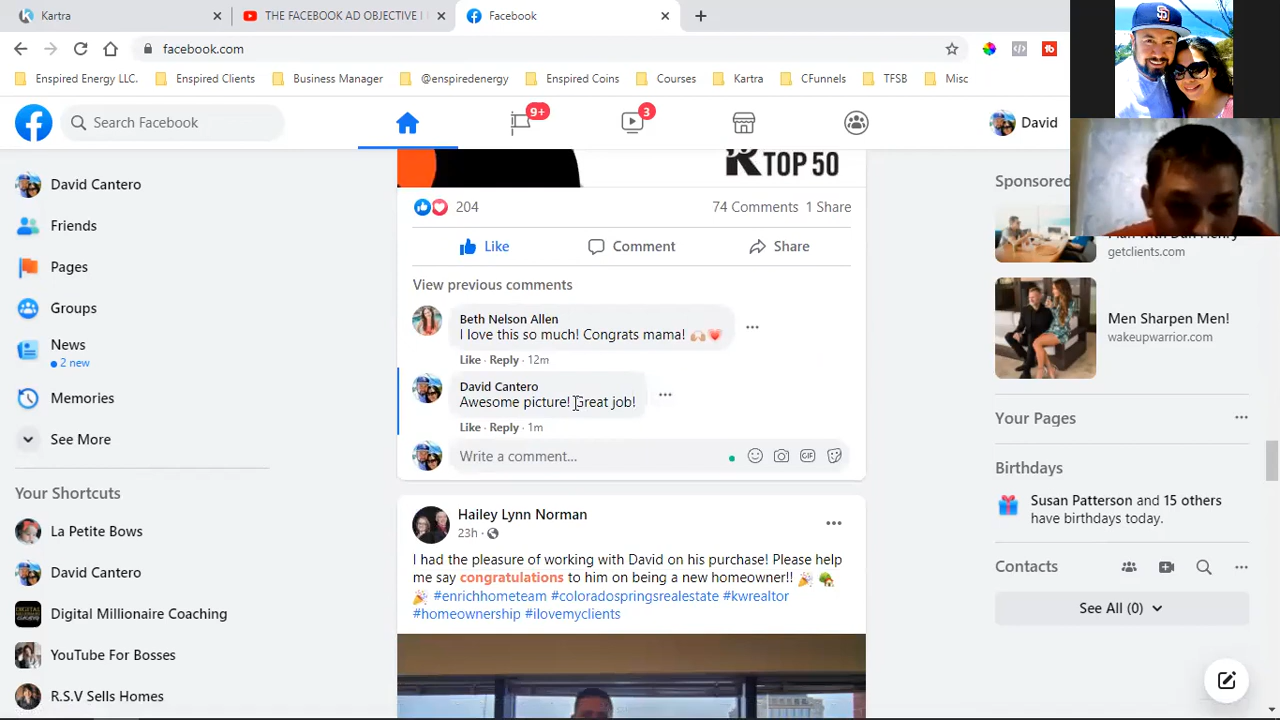 Kartra
THE FACEBOOK AD OBJECTIVE I
Facebook
facebook.com
Enspired Energy LLC.
Enspired Clients
Business Manager
@enspiredenergy
Enspired Coins
Courses
Kartra
CFunnels
TFSB
Misc
Search Facebook
9+
3
David
David Cantero
Friends
Pages
Groups
News
2 new
Memories
See More
Your Shortcuts
La Petite Bows
David Cantero
Digital Millionaire Coaching
YouTube For Bosses
R.S.V Sells Homes
TOP 50
204
74 Comments 1 Share
Like
Comment
Share
View previous comments
Beth Nelson Allen
I love this so much! Congrats mama! 🙌🏻💗
Like · Reply · 12m
David Cantero
Awesome picture! Great job!
Like · Reply · 1m
Write a comment...
GIF
Hailey Lynn Norman
23h ·
I had the pleasure of working with David on his purchase! Please help
me say congratulations to him on being a new homeowner!! 🎉 🏡
🎉 #enrichhometeam #coloradospringsrealestate #kwrealtor
#homeownership #ilovemyclients
Sponsored
getclients.com
Men Sharpen Men!
wakeupwarrior.com
Your Pages
Birthdays
Susan Patterson and 15 others
have birthdays today.
Contacts
See All (0)